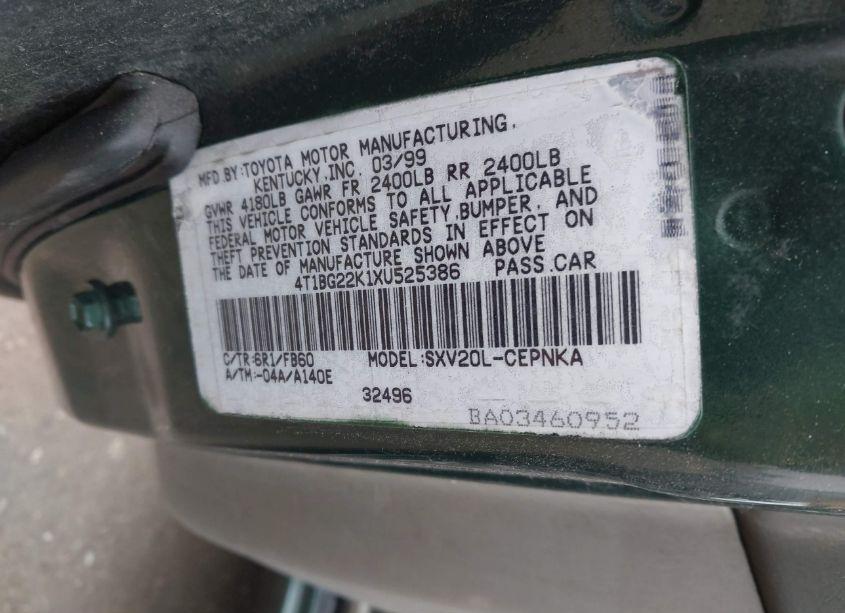 MFD BY:TOYOTA MOTOR MANUFACTURING,
KENTUCKY,INC. 03/99
GVWR 4180LB GAWR FR 2400LB RR 2400LB
THIS VEHICLE CONFORMS TO ALL APPLICABLE
FEDERAL MOTOR VEHICLE SAFETY,BUMPER, AND
THEFT PREVENTION STANDARDS IN EFFECT ON
THE DATE OF MANUFACTURE SHOWN ABOVE
4T1BG22K1XU525386 PASS.CAR
C/TR:6R1/FB60 MODEL:SXV20L-CEPNKA
A/TM:-04A/A140E
32496
BA03460952